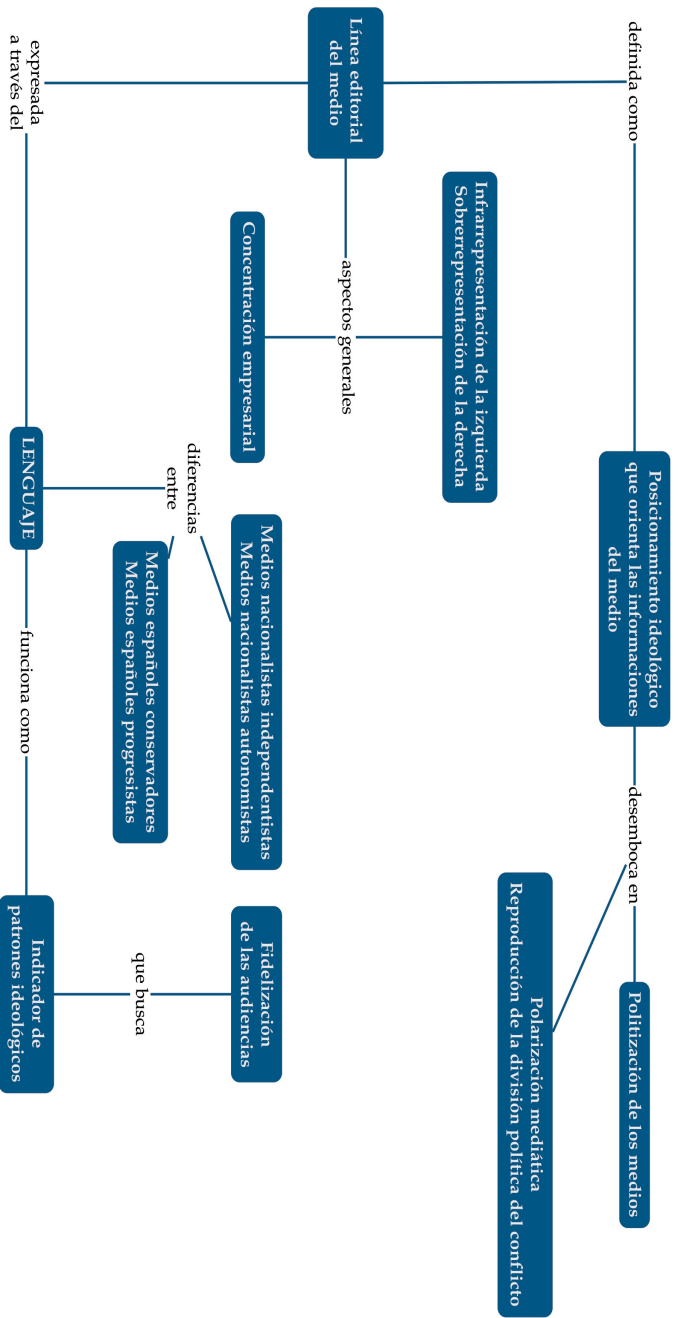 definida como
Posicionamiento ideológico
que orienta las informaciones
del medio
desemboca en
Politización de los medios
Polarización mediática
Reproducción de la división política del conflicto
Línea editorial
del medio
aspectos generales
Infrarrepresentación de la izquierda
Sobrerrepresentación de la derecha
Concentración empresarial
expresada
a través del
LENGUAJE
diferencias
entre
Medios nacionalistas independentistas
Medios nacionalistas autonomistas
Medios españoles conservadores
Medios españoles progresistas
funciona como
Indicador de
patrones ideológicos
que busca
Fidelización
de las audiencias